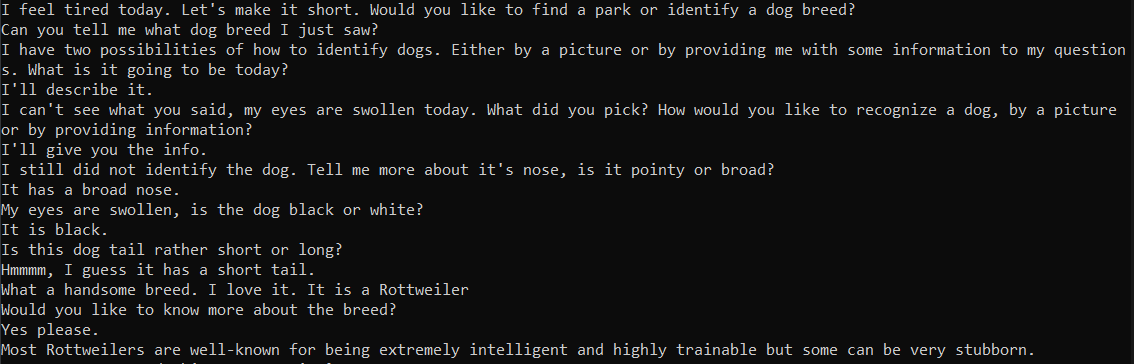 I feel tired today. Let's make it short. Would you like to find a park or identify a dog breed?
Can you tell me what dog breed I just saw?
I have two possibilities of how to identify dogs. Either by a picture or by providing me with some information to my question
s. What is it going to be today?
I'll describe it.
I can't see what you said, my eyes are swollen today. What did you pick? How would you like to recognize a dog, by a picture
or by providing information?
I'll give you the info.
I still did not identify the dog. Tell me more about it's nose, is it pointy or broad?
It has a broad nose.
My eyes are swollen, is the dog black or white?
It is black.
Is this dog tail rather short or long?
Hmmmm, I guess it has a short tail.
What a handsome breed. I love it. It is a Rottweiler
Would you like to know more about the breed?
Yes please.
Most Rottweilers are well-known for being extremely intelligent and highly trainable but some can be very stubborn.